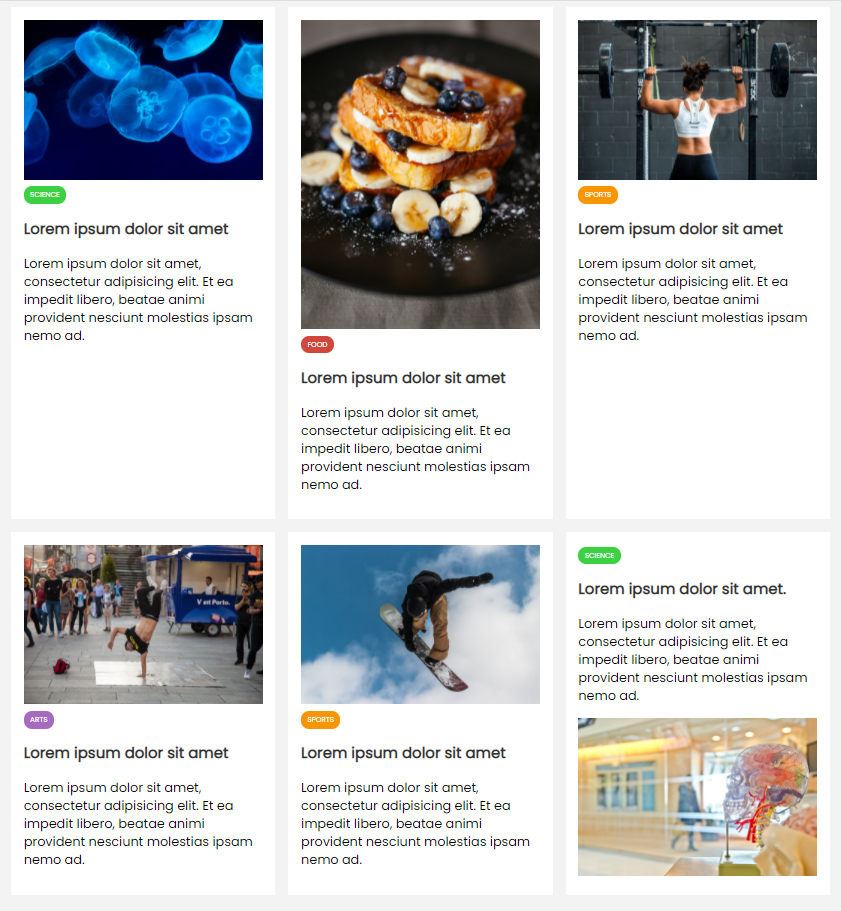 SCIENCE
Lorem ipsum dolor sit amet
Lorem ipsum dolor sit amet,
consectetur adipisicing elit. Et ea
impedit libero, beatae animi
provident nesciunt molestias ipsam
nemo ad.
FOOD
Lorem ipsum dolor sit amet
Lorem ipsum dolor sit amet,
consectetur adipisicing elit. Et ea
impedit libero, beatae animi
provident nesciunt molestias ipsam
nemo ad.
SPORTS
Lorem ipsum dolor sit amet
Lorem ipsum dolor sit amet,
consectetur adipisicing elit. Et ea
impedit libero, beatae animi
provident nesciunt molestias ipsam
nemo ad.
ARTS
Lorem ipsum dolor sit amet
Lorem ipsum dolor sit amet,
consectetur adipisicing elit. Et ea
impedit libero, beatae animi
provident nesciunt molestias ipsam
nemo ad.
SPORTS
Lorem ipsum dolor sit amet
Lorem ipsum dolor sit amet,
consectetur adipisicing elit. Et ea
impedit libero, beatae animi
provident nesciunt molestias ipsam
nemo ad.
SCIENCE
Lorem ipsum dolor sit amet.
Lorem ipsum dolor sit amet,
consectetur adipisicing elit. Et ea
impedit libero, beatae animi
provident nesciunt molestias ipsam
nemo ad.